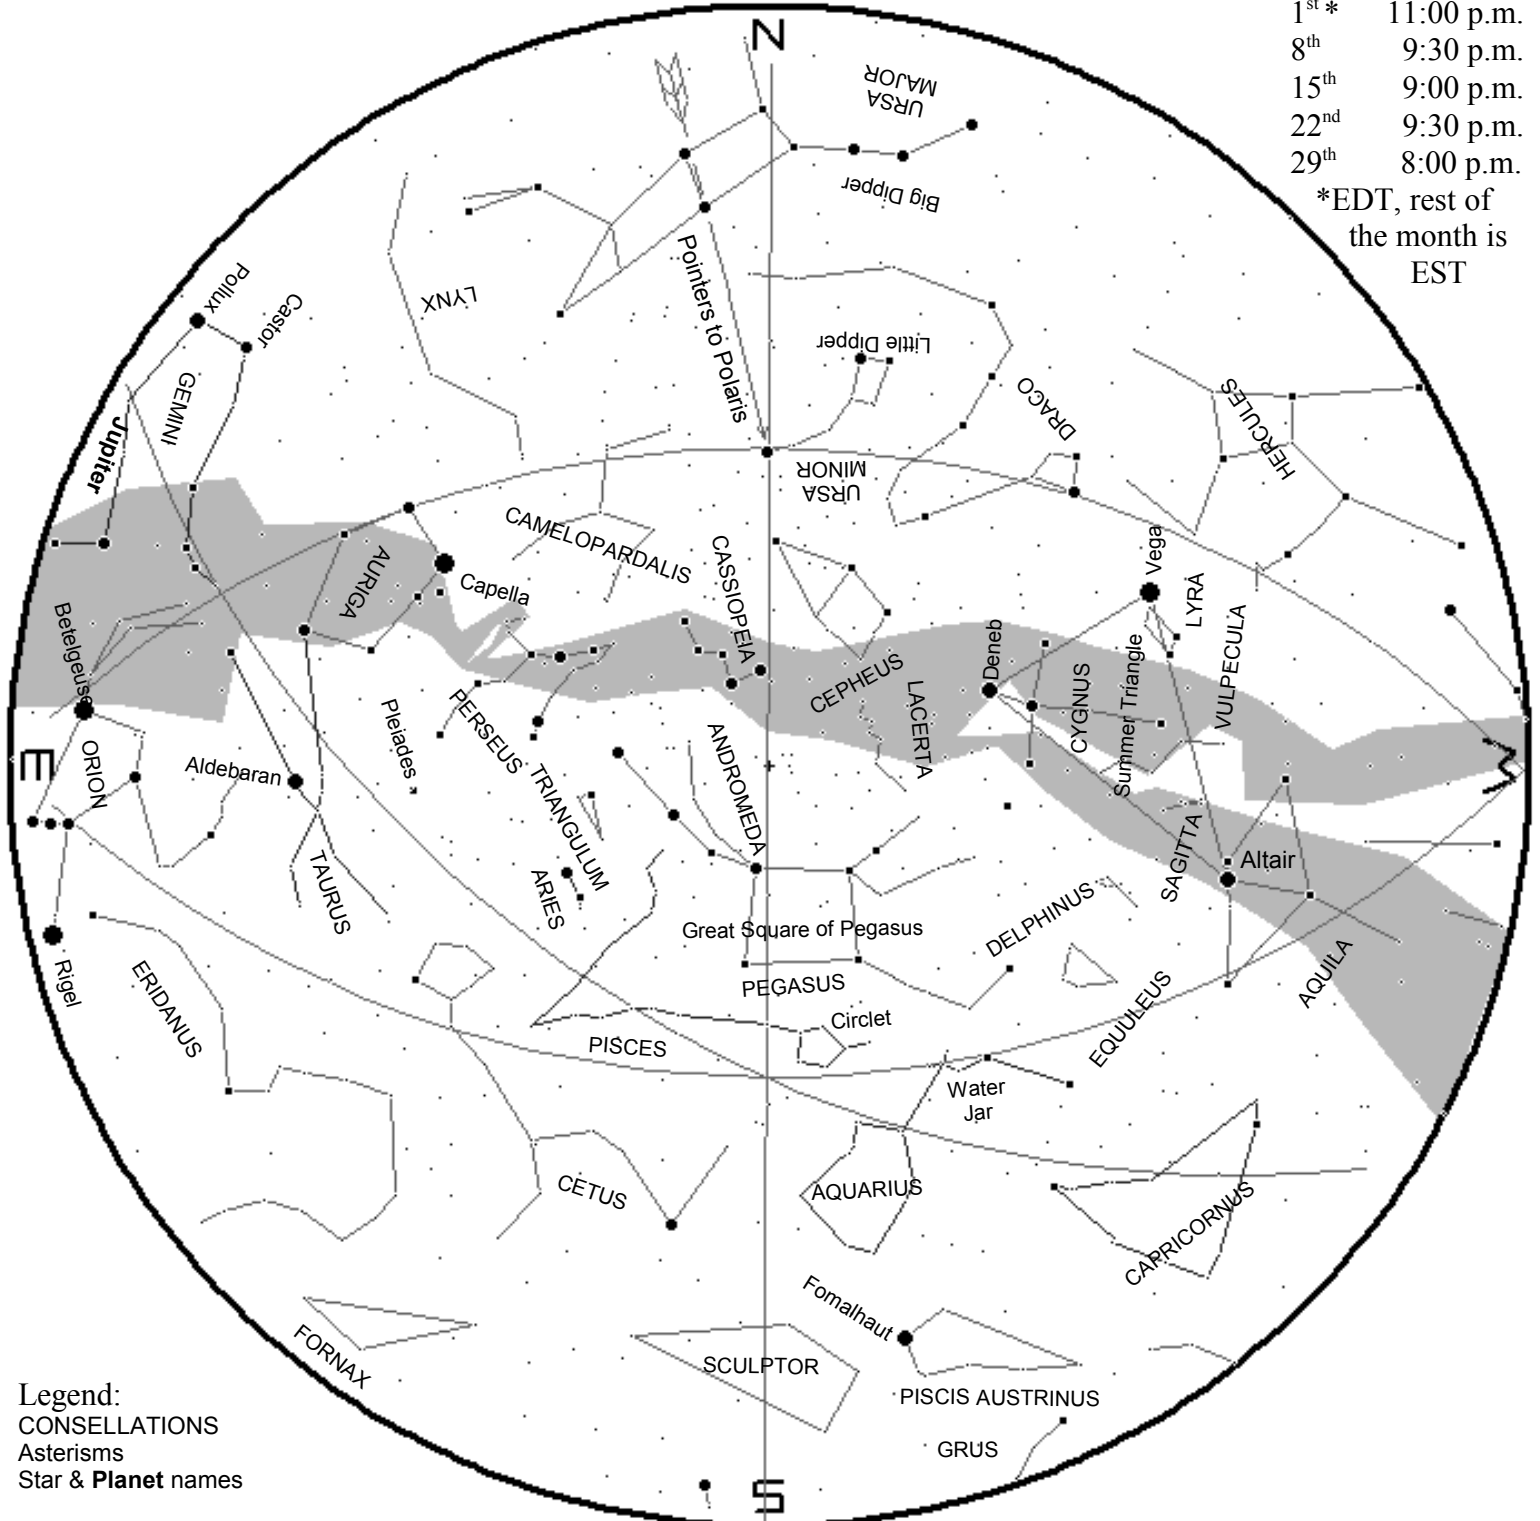 1st * 11:00 p.m.
8th 9:30 p.m.
15th 9:00 p.m.
22nd 9:30 p.m.
29th 8:00 p.m.
*EDT, rest of
the month is
EST
N
URSA
MAJOR
Big Dipper
Pointers to Polaris
LYNX
Pollux
Castor
GEMINI
Jupiter
Little Dipper
URSA
MINOR
DRACO
HERCULES
CAMELOPARDALIS
AURIGA
Capella
CASSIOPEIA
CEPHEUS
LACERTA
Deneb
CYGNUS
Summer Triangle
Vega
LYRA
VULPECULA
Betelgeuse
E
ORION
Aldebaran
Pleiades
PERSEUS
TRIANGULUM
ANDROMEDA
W
TAURUS
ARIES
SAGITTA
Altair
Great Square of Pegasus
PEGASUS
DELPHINUS
EQUULEUS
AQUILA
Rigel
ERIDANUS
PISCES
Circlet
Water
Jar
CETUS
AQUARIUS
CAPRICORNUS
Fomalhaut
FORNAX
SCULPTOR
PISCIS AUSTRINUS
GRUS
S
Legend:
CONSELLATIONS
Asterisms
Star & Planet names